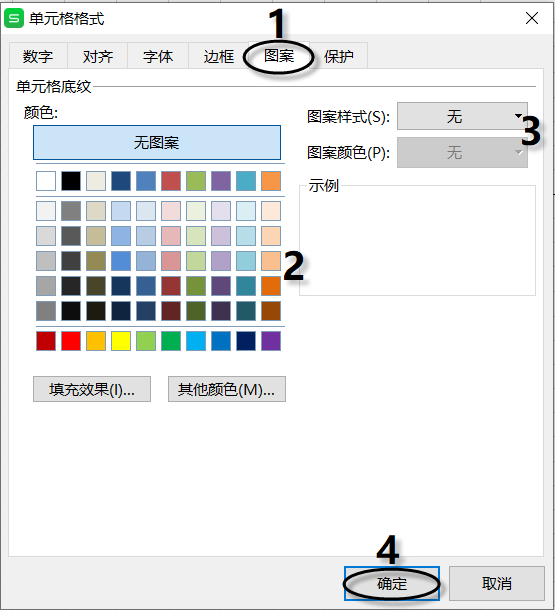 S 单元格格式
1
数字 对齐 字体 边框 图案 保护
单元格底纹
颜色:
无图案
图案样式(S): 无
图案颜色(P): 无
3
示例
2
填充效果(I)... 其他颜色(M)...
4
确定 取消